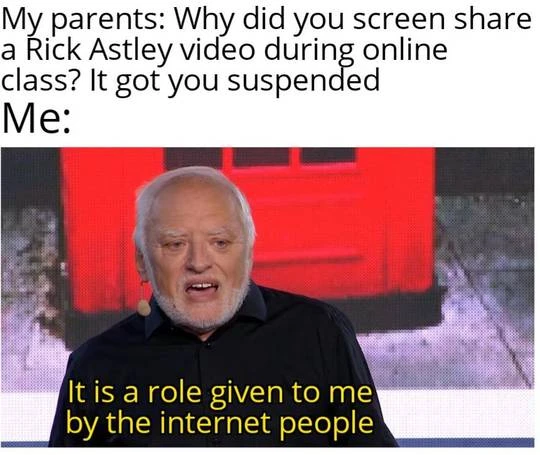 My parents: Why did you screen share
a Rick Astley video during online
class? It got you suspended
Me:
It is a role given to me
by the internet people